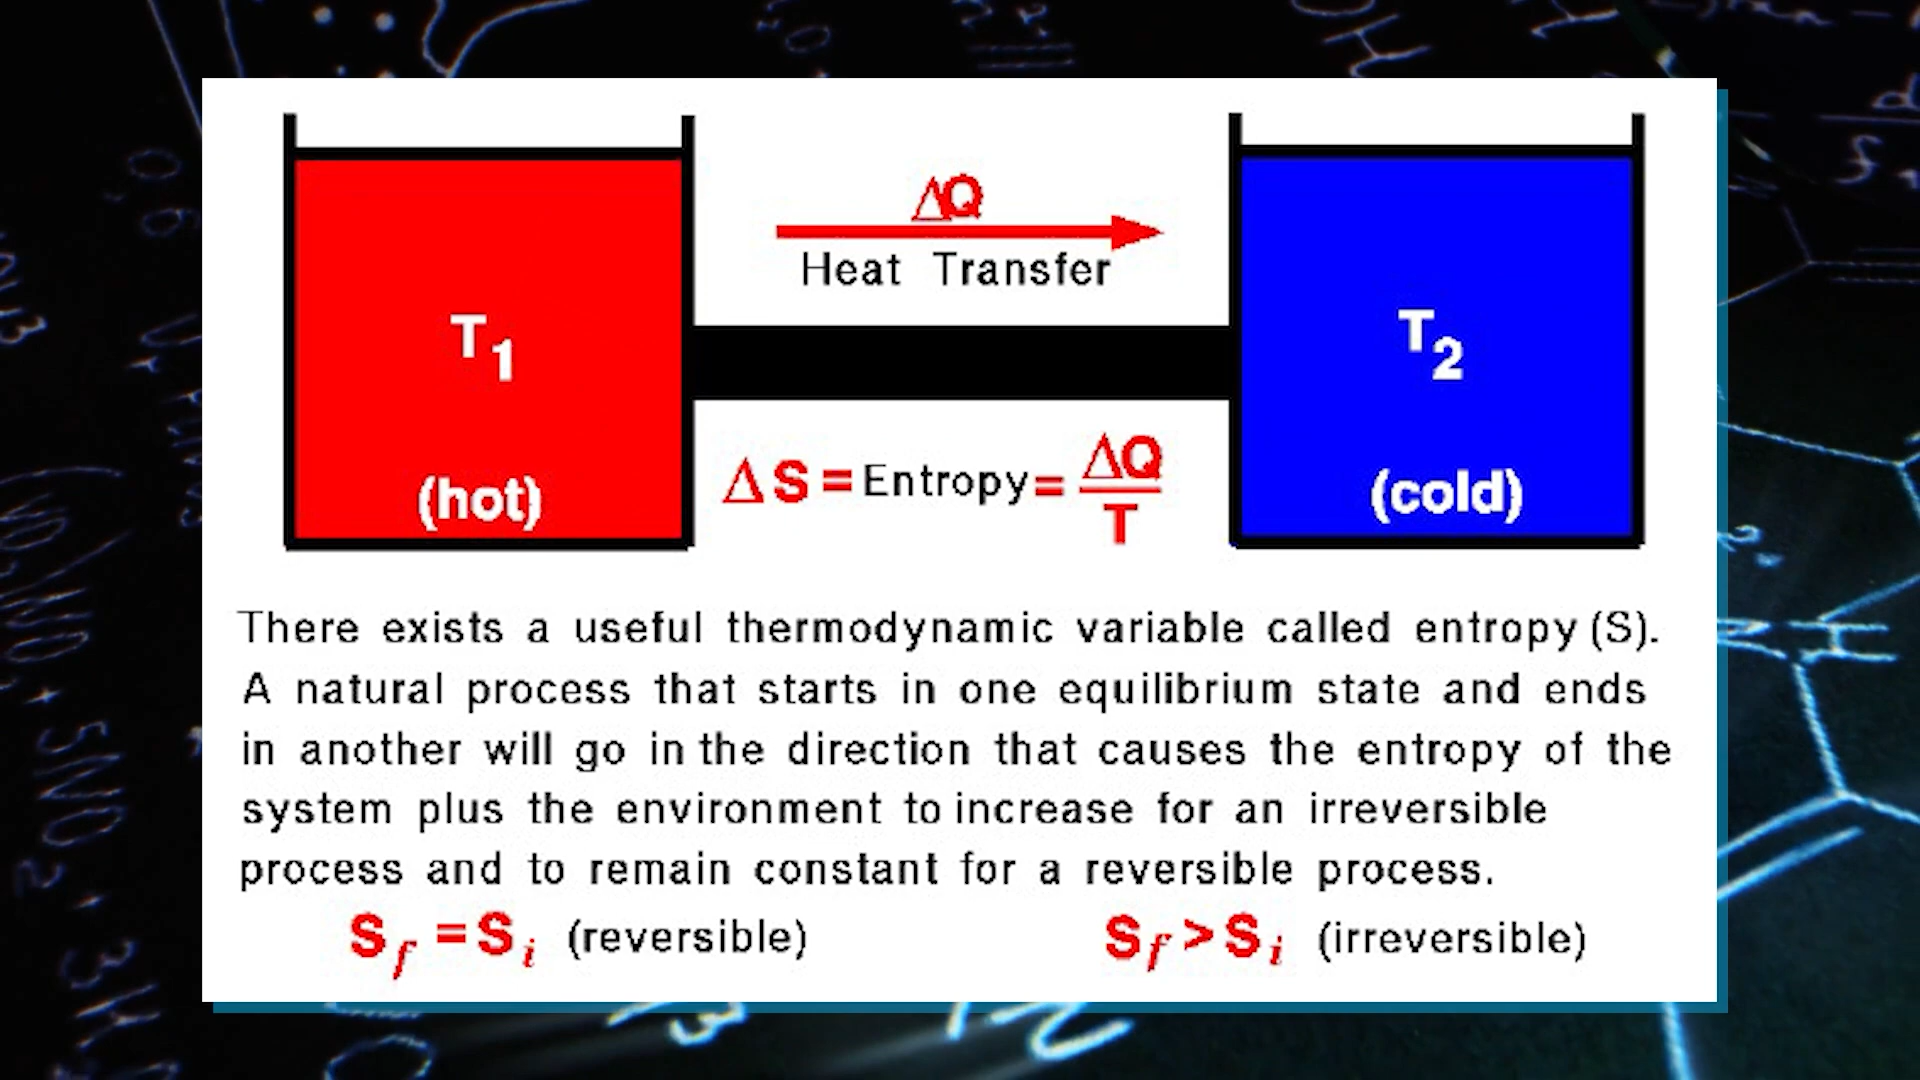 ΔQ
Heat Transfer
T1
T2
(hot)
(cold)
ΔS = Entropy = ΔQ/T
There exists a useful thermodynamic variable called entropy (S).
A natural process that starts in one equilibrium state and ends
in another will go in the direction that causes the entropy of the
system plus the environment to increase for an irreversible
process and to remain constant for a reversible process.
Sf = Si (reversible)
Sf > Si (irreversible)